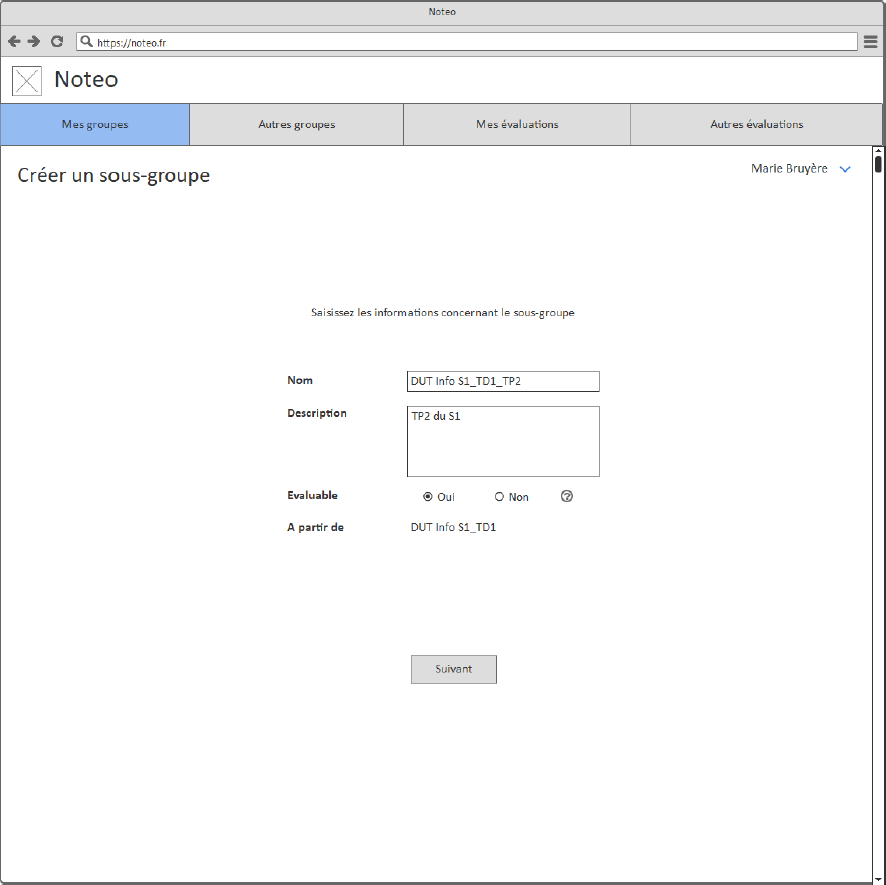 Noteo
https://noteo.fr
Noteo
Mes groupes Autres groupes Mes évaluations Autres évaluations
Créer un sous-groupe Marie Bruyère
Saisissez les informations concernant le sous-groupe
Nom DUT Info S1_TD1_TP2
Description TP2 du S1
Evaluable Oui Non ?
A partir de DUT Info S1_TD1
Suivant